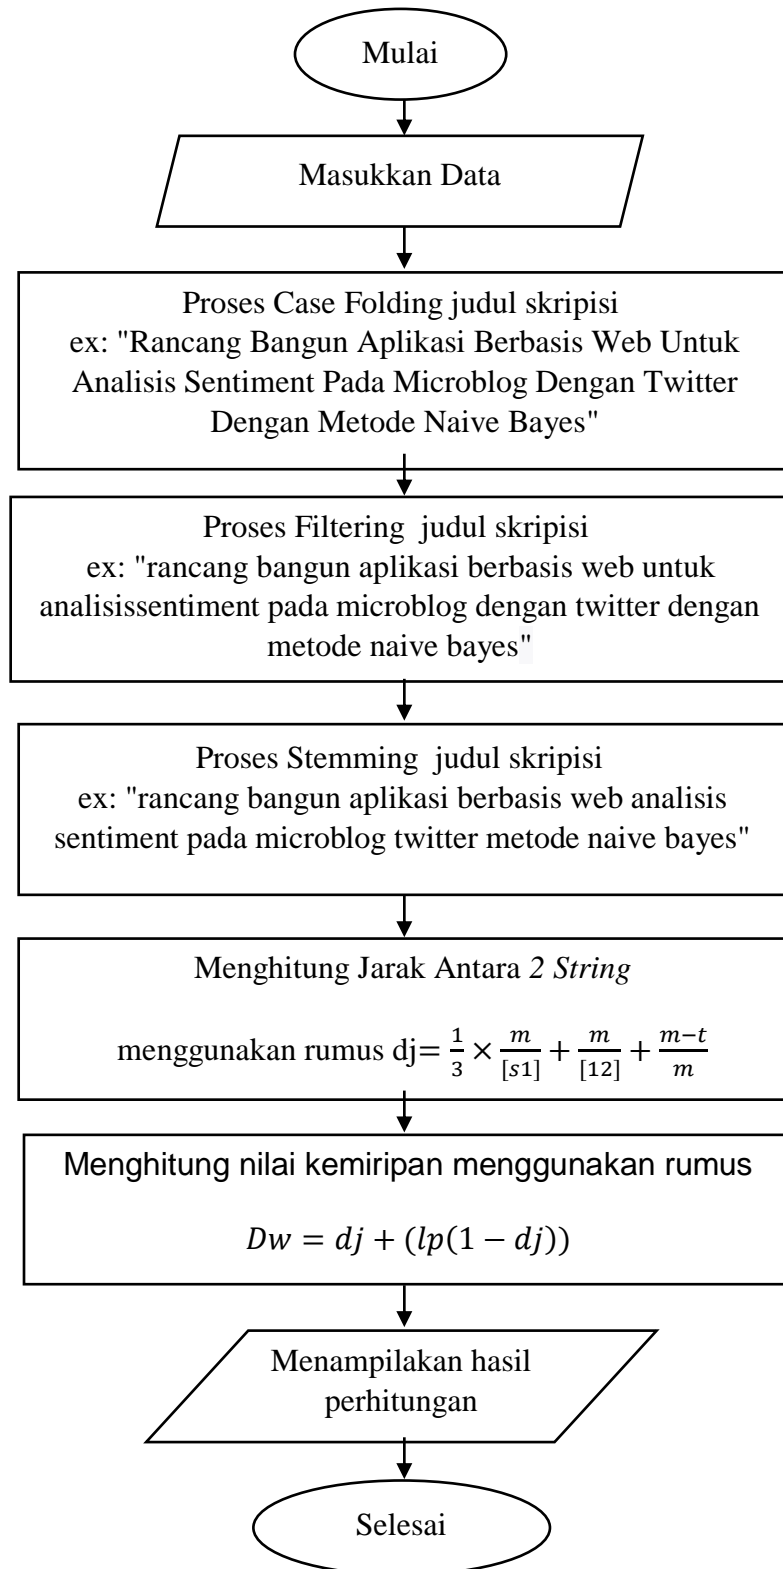 Mulai
Masukkan Data
Proses Case Folding judul skripisi
ex: "Rancang Bangun Aplikasi Berbasis Web Untuk
Analisis Sentiment Pada Microblog Dengan Twitter
Dengan Metode Naive Bayes"
Proses Filtering  judul skripisi
ex: "rancang bangun aplikasi berbasis web untuk
analisissentiment pada microblog dengan twitter dengan
metode naive bayes"
Proses Stemming  judul skripisi
ex: "rancang bangun aplikasi berbasis web analisis
sentiment pada microblog twitter metode naive bayes"
Menghitung Jarak Antara 2 String
menggunakan rumus dj= 1/3 × m/[s1] + m/[12] + m−t/m
Menghitung nilai kemiripan menggunakan rumus
Dw = dj + (lp(1 − dj))
Menampilakan hasil
perhitungan
Selesai